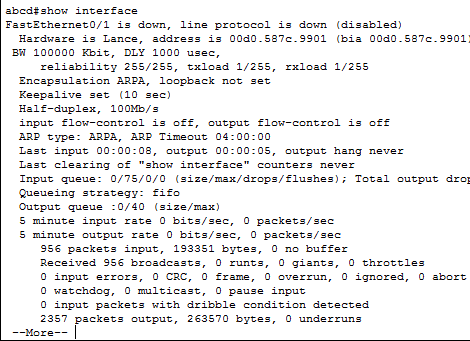 abcd#show interface
FastEthernet0/1 is down, line protocol is down (disabled)
Hardware is Lance, address is 00d0.587c.9901 (bia 00d0.587c.9901)
BW 100000 Kbit, DLY 1000 usec,
reliability 255/255, txload 1/255, rxload 1/255
Encapsulation ARPA, loopback not set
Keepalive set (10 sec)
Half-duplex, 100Mb/s
input flow-control is off, output flow-control is off
ARP type: ARPA, ARP Timeout 04:00:00
Last input 00:00:08, output 00:00:05, output hang never
Last clearing of "show interface" counters never
Input queue: 0/75/0/0 (size/max/drops/flushes); Total output drop
Queueing strategy: fifo
Output queue :0/40 (size/max)
5 minute input rate 0 bits/sec, 0 packets/sec
5 minute output rate 0 bits/sec, 0 packets/sec
956 packets input, 193351 bytes, 0 no buffer
Received 956 broadcasts, 0 runts, 0 giants, 0 throttles
0 input errors, 0 CRC, 0 frame, 0 overrun, 0 ignored, 0 abort
0 watchdog, 0 multicast, 0 pause input
0 input packets with dribble condition detected
2357 packets output, 263570 bytes, 0 underruns
--More--